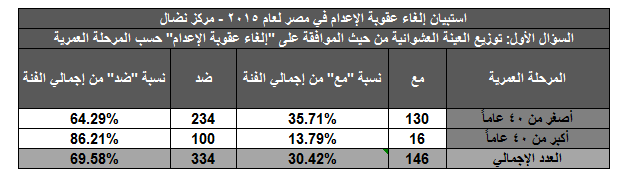 استبيان إلغاء عقوبة الإعدام في مصر لعام ٢٠١٥ - مركز نضال
السؤال الأول: توزيع العينة العشوائية من حيث الموافقة على "إلغاء عقوبة الإعدام" حسب المرحلة العمرية
المرحلة العمرية مع نسبة "مع" من إجمالي الفئة ضد نسبة "ضد" من إجمالي الفئة
أصغر من ٤٠ عاماً 130 35.71% 234 64.29%
أكبر من ٤٠ عاماً 16 13.79% 100 86.21%
العدد الإجمالي 146 30.42% 334 69.58%